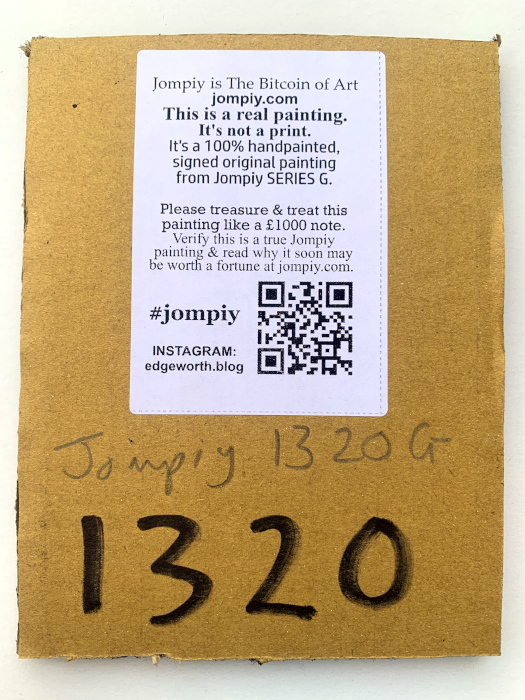 Jompiy is The Bitcoin of Art
jompiy.com
This is a real painting.
It's not a print.
It's a 100% handpainted,
signed original painting
from Jompiy SERIES G.
Please treasure & treat this
painting like a £1000 note.
Verify this is a true Jompiy
painting & read why it soon may
be worth a fortune at jompiy.com.
#jompiy
INSTAGRAM:
edgeworth.blog
Jompiy 1320G
1320